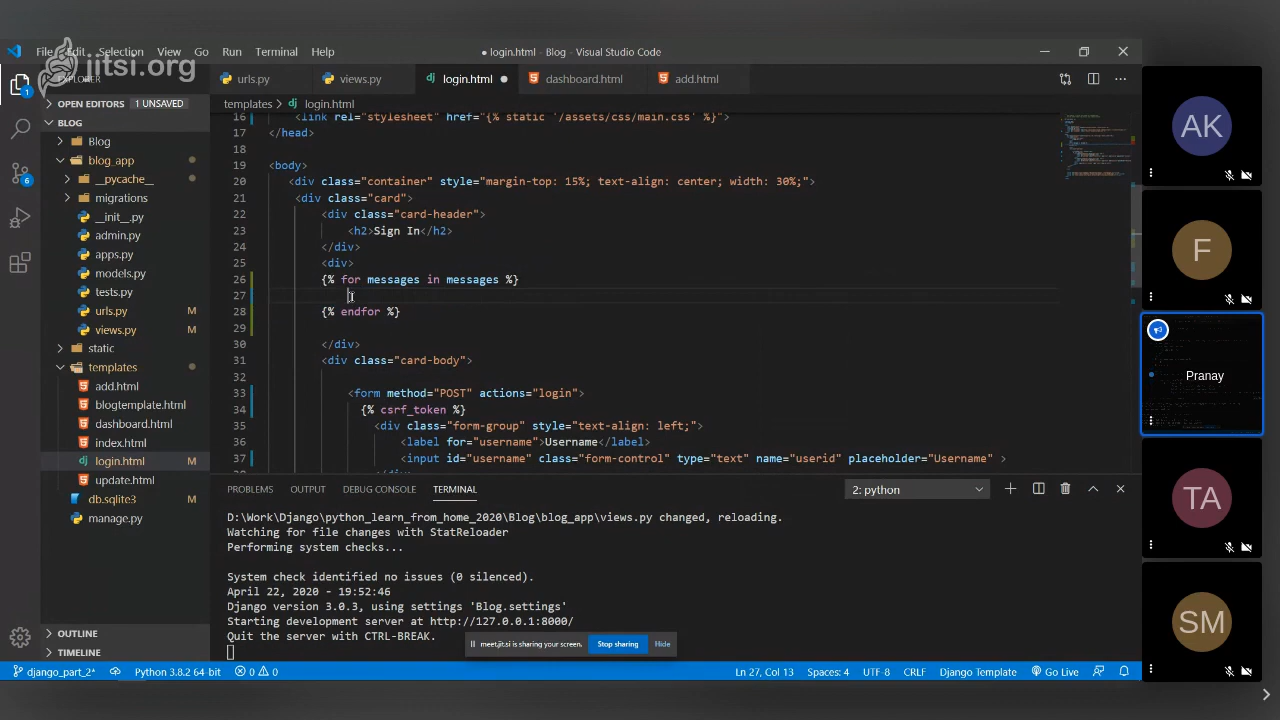 jitsi.org
File Edit Selection View Go Run Terminal Help
● login.html - Blog - Visual Studio Code
EXPLORER
urls.py
views.py
login.html ●
dashboard.html
add.html
OPEN EDITORS 1 UNSAVED
templates > login.html
BLOG
Blog
blog_app
__pycache__
migrations
__init__.py
admin.py
apps.py
models.py
tests.py
urls.py M
views.py M
static
templates
add.html
blogtemplate.html
dashboard.html
index.html
login.html M
update.html
db.sqlite3 M
manage.py
OUTLINE
TIMELINE
1
6
16 <link rel="stylesheet" href="{% static '/assets/css/main.css' %}">
17 </head>
18
19 <body>
20 <div class="container" style="margin-top: 15%; text-align: center; width: 30%;">
21 <div class="card">
22 <div class="card-header">
23 <h2>Sign In</h2>
24 </div>
25 <div>
26 {% for messages in messages %}
27
28 {% endfor %}
29
30 </div>
31 <div class="card-body">
32
33 <form method="POST" actions="login">
34 {% csrf_token %}
35 <div class="form-group" style="text-align: left;">
36 <label for="username">Username</label>
37 <input id="username" class="form-control" type="text" name="userid" placeholder="Username" >
PROBLEMS OUTPUT DEBUG CONSOLE TERMINAL
2: python
D:\Work\Django\python_learn_from_home_2020\Blog\blog_app\views.py changed, reloading.
Watching for file changes with StatReloader
Performing system checks...
System check identified no issues (0 silenced).
April 22, 2020 - 19:52:46
Django version 3.0.3, using settings 'Blog.settings'
Starting development server at http://127.0.0.1:8000/
Quit the server with CTRL-BREAK.
meet.jit.si is sharing your screen. Stop sharing Hide
django_part_2* Python 3.8.2 64-bit 0 0
Ln 27, Col 13 Spaces: 4 UTF-8 CRLF Django Template Go Live
AK
F
Pranay
TA
SM